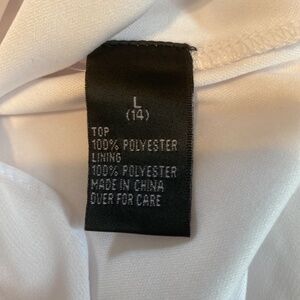 L
(14)
TOP
100% POLYESTER
LINING
100% POLYESTER
MADE IN CHINA
OVER FOR CARE